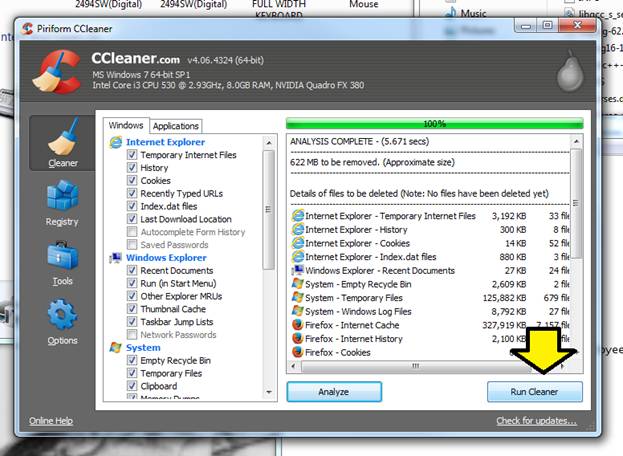 2494SW(Digital) 2494SW(Digital) FULL WIDTH KEYBOARD Mouse
Music
Pictures
libgcc_s_se
Piriform CCleaner
CCleaner.com v4.06.4324 (64-bit)
MS Windows 7 64-bit SP1
Intel Core i3 CPU 530 @ 2.93GHz, 8.0GB RAM, NVIDIA Quadro FX 380
Cleaner
Registry
Tools
Options
Windows
Applications
Internet Explorer
Temporary Internet Files
History
Cookies
Recently Typed URLs
Index.dat files
Last Download Location
Autocomplete Form History
Saved Passwords
Windows Explorer
Recent Documents
Run (in Start Menu)
Other Explorer MRUs
Thumbnail Cache
Taskbar Jump Lists
Network Passwords
System
Empty Recycle Bin
Temporary Files
Clipboard
Memory Dumps
100%
ANALYSIS COMPLETE - (5.671 secs)
622 MB to be removed. (Approximate size)
Details of files to be deleted (Note: No files have been deleted yet)
Internet Explorer - Temporary Internet Files 3,192 KB 33 file
Internet Explorer - History 300 KB 8 file
Internet Explorer - Cookies 14 KB 52 file
Internet Explorer - Index.dat files 880 KB 3 file
Windows Explorer - Recent Documents 27 KB 24 file
System - Empty Recycle Bin 2,609 KB 2 file
System - Temporary Files 125,882 KB 679 file
System - Windows Log Files 8,792 KB 27 file
Firefox - Internet Cache 327,919 KB 7,157 file
Firefox - Internet History 2,100 KB
Firefox - Cookies
Analyze
Run Cleaner
Online Help
Check for updates...